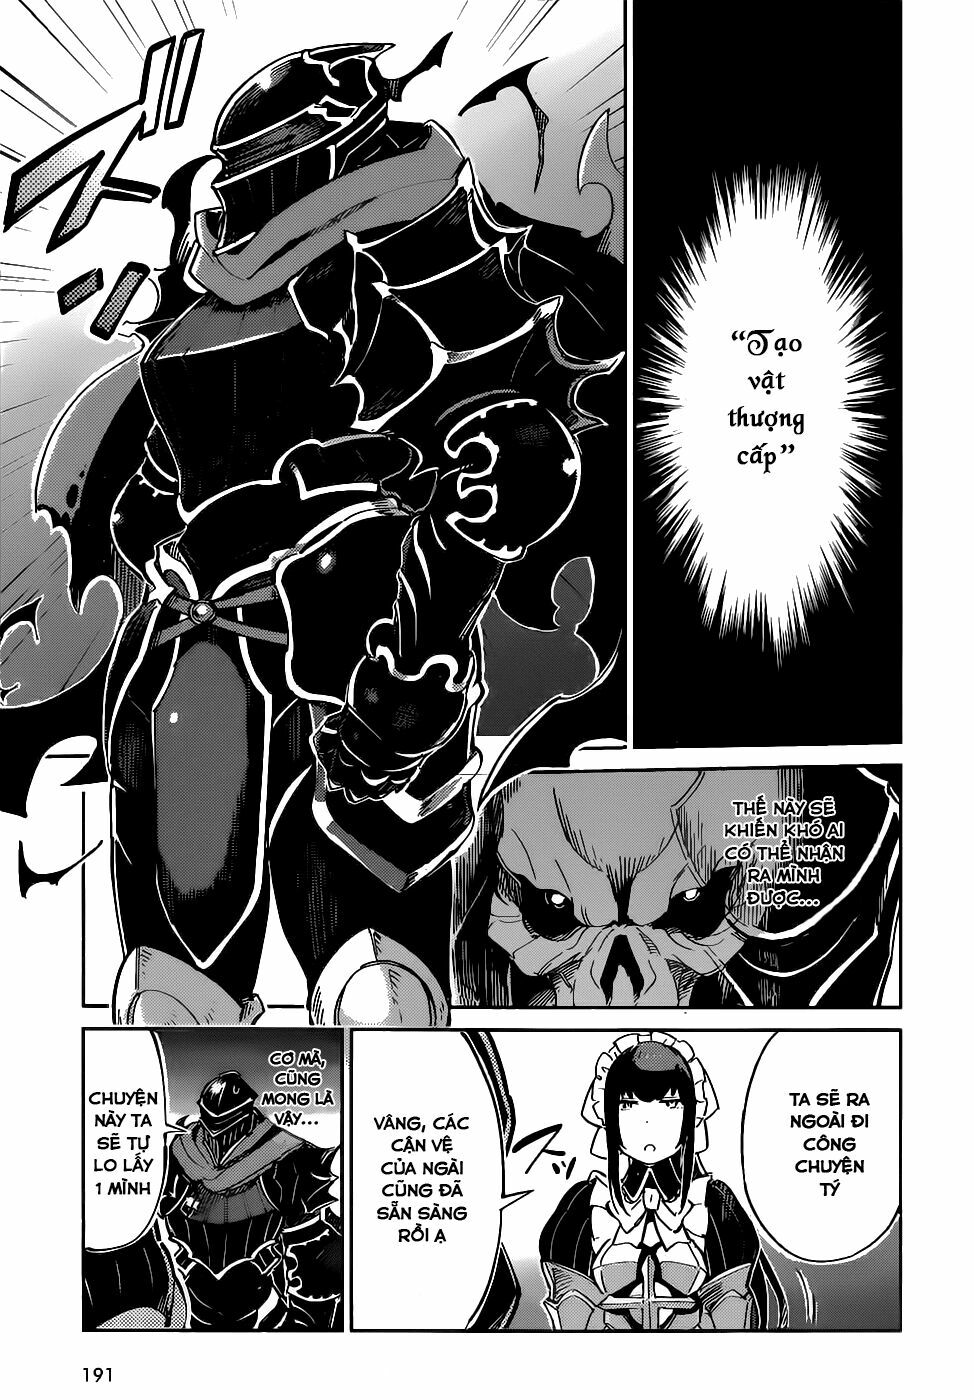 “Tạo
vật
thượng
cấp”
ズ
ン
THẾ NÀY SẼ
KHIẾN KHÓ AI
CÓ THỂ NHẬN
RA MÌNH
ĐƯỢC...
TA SẼ RA
NGOÀI ĐI
CÔNG
CHUYỆN
TÝ
VÂNG, CÁC
CẬN VỆ
CỦA NGÀI
CŨNG ĐÃ
SẴN SÀNG
RỒI Ạ
CƠ MÀ,
CŨNG
MONG LÀ
VẬY...
CHUYỆN
NÀY TA
SẼ TỰ
LO LẤY
1 MÌNH
191